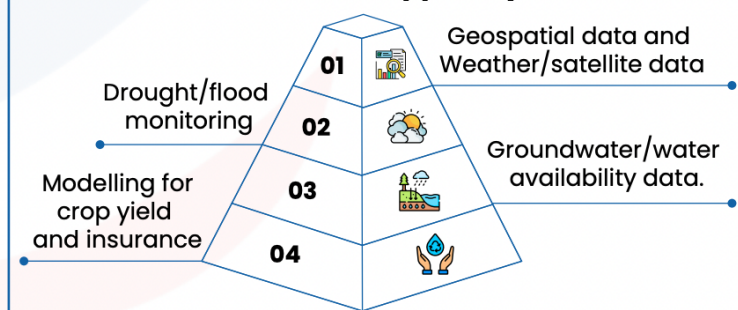 01
Geospatial data and
Weather/satellite data
02
Drought/flood
monitoring
03
Groundwater/water
availability data.
04
Modelling for
crop yield
and insurance